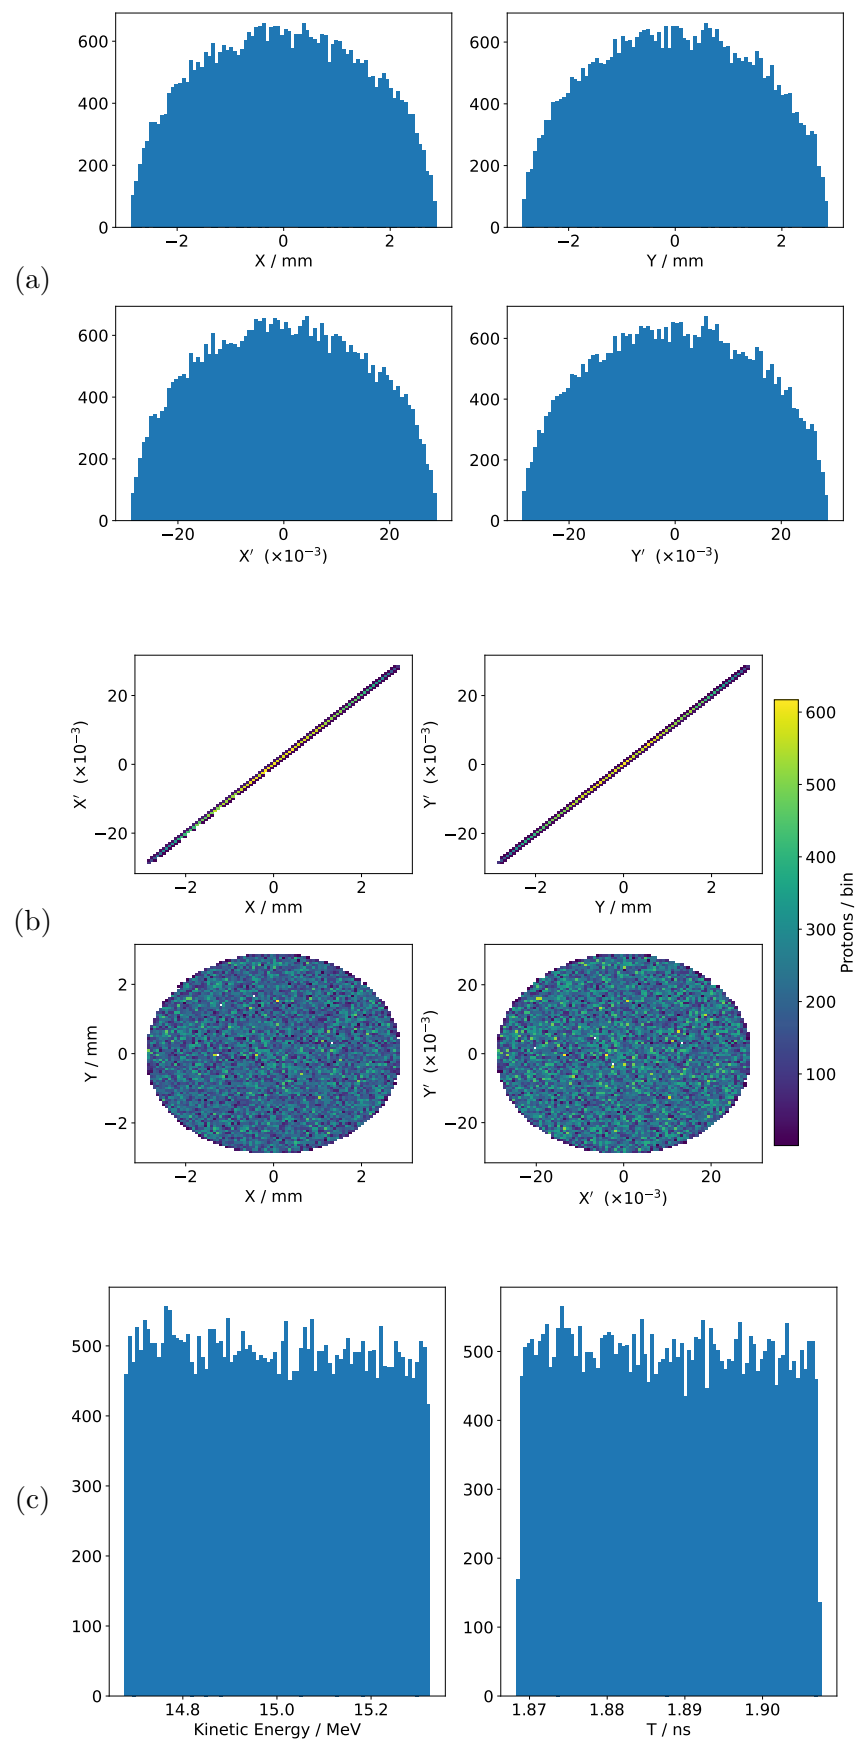 600
400
200
0
−2 0 2
X / mm
600
400
200
0
−2 0 2
Y / mm
(a)
600
400
200
0
−20 0 20
X′ (×10⁻³)
600
400
200
0
−20 0 20
Y′ (×10⁻³)
X′ (×10⁻³)
20
0
−20
−2 0 2
X / mm
Y′ (×10⁻³)
20
0
−20
−2 0 2
Y / mm
(b)
Y / mm
2
0
−2
−2 0 2
X / mm
Y′ (×10⁻³)
20
0
−20
−20 0 20
X′ (×10⁻³)
600
500
400
300
200
100
Protons / bin
(c)
500
400
300
200
100
0
14.8 15.0 15.2
Kinetic Energy / MeV
500
400
300
200
100
0
1.87 1.88 1.89 1.90
T / ns